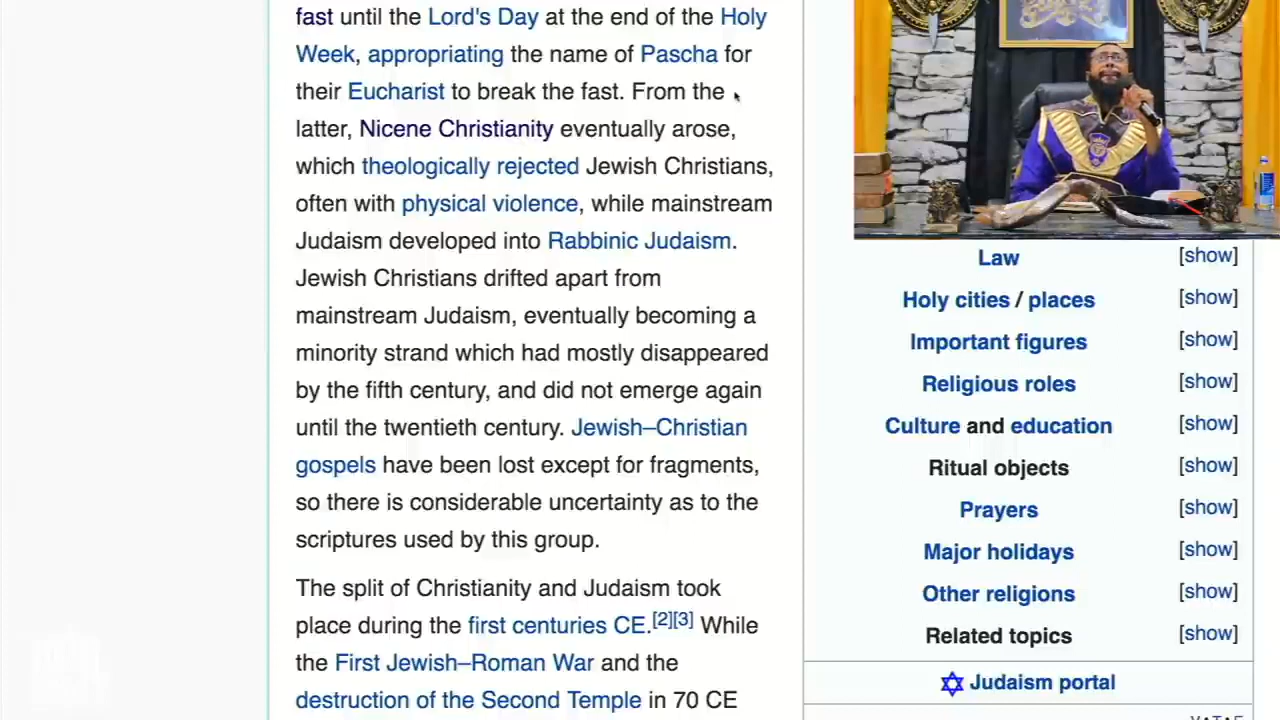 fast until the Lord's Day at the end of the Holy
Week, appropriating the name of Pascha for
their Eucharist to break the fast. From the
latter, Nicene Christianity eventually arose,
which theologically rejected Jewish Christians,
often with physical violence, while mainstream
Judaism developed into Rabbinic Judaism.
Jewish Christians drifted apart from
mainstream Judaism, eventually becoming a
minority strand which had mostly disappeared
by the fifth century, and did not emerge again
until the twentieth century. Jewish–Christian
gospels have been lost except for fragments,
so there is considerable uncertainty as to the
scriptures used by this group.
The split of Christianity and Judaism took
place during the first centuries CE.[2][3] While
the First Jewish–Roman War and the
destruction of the Second Temple in 70 CE
Law [show]
Holy cities / places [show]
Important figures [show]
Religious roles [show]
Culture and education [show]
Ritual objects [show]
Prayers [show]
Major holidays [show]
Other religions [show]
Related topics [show]
Judaism portal